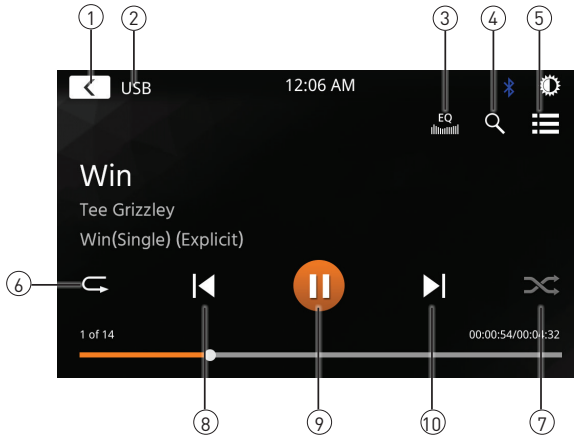 1 2 3 4 5
USB 12:06 AM
EQ
Win
Tee Grizzley
Win(Single) (Explicit)
6
1 of 14 00:00:54/00:04:32
8 9 10 7